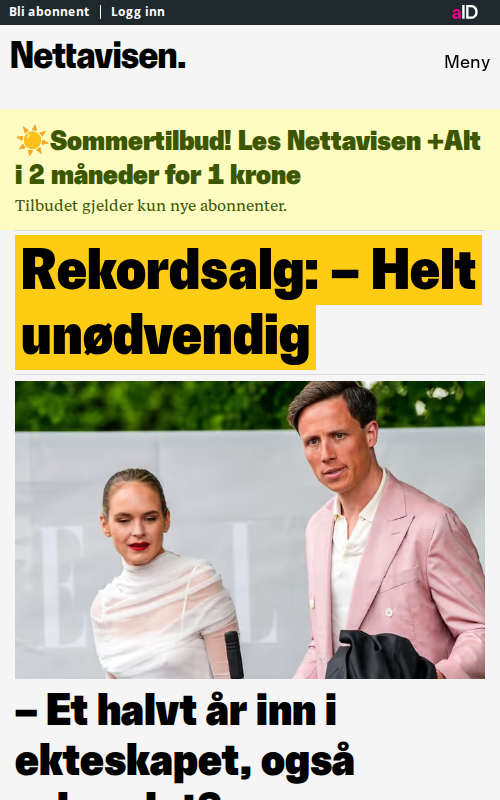 Bli abonnent
Logg inn
aID
Nettavisen.
Meny
☀️Sommertilbud! Les Nettavisen +Alt
i 2 måneder for 1 krone
Tilbudet gjelder kun nye abonnenter.
Rekordsalg: – Helt
unødvendig
– Et halvt år inn i
ekteskapet, også